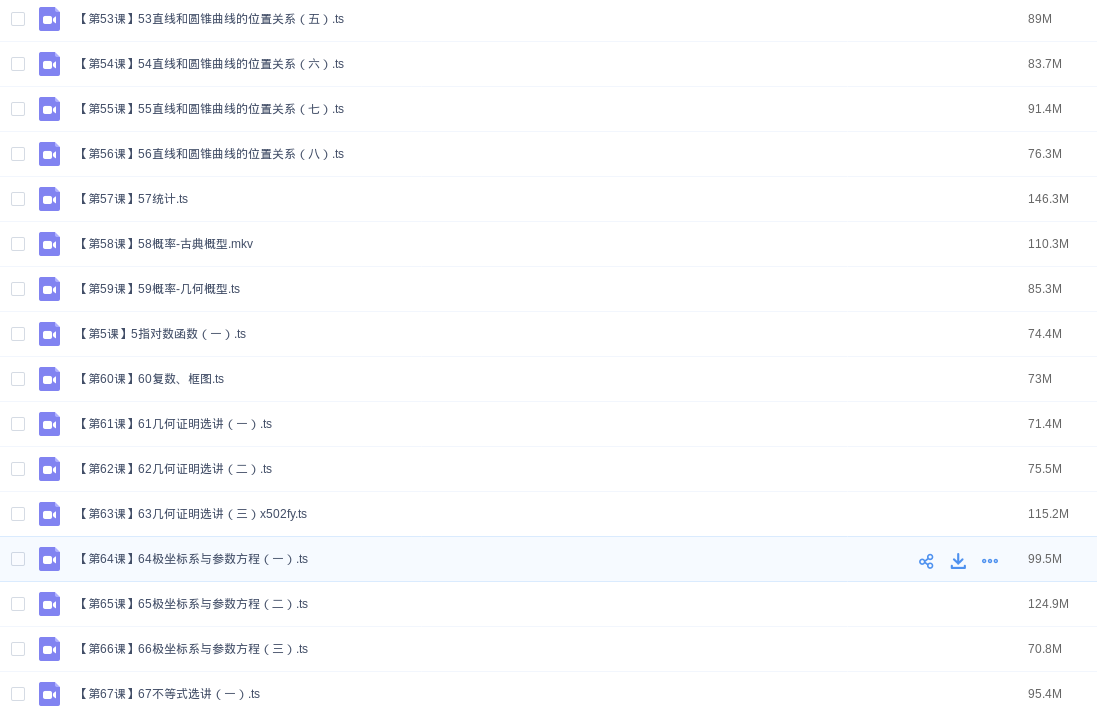 【第53课】53直线和圆锥曲线的位置关系（五）.ts 89M
【第54课】54直线和圆锥曲线的位置关系（六）.ts 83.7M
【第55课】55直线和圆锥曲线的位置关系（七）.ts 91.4M
【第56课】56直线和圆锥曲线的位置关系（八）.ts 76.3M
【第57课】57统计.ts 146.3M
【第58课】58概率-古典概型.mkv 110.3M
【第59课】59概率-几何概型.ts 85.3M
【第5课】5指对数函数（一）.ts 74.4M
【第60课】60复数、框图.ts 73M
【第61课】61几何证明选讲（一）.ts 71.4M
【第62课】62几何证明选讲（二）.ts 75.5M
【第63课】63几何证明选讲（三）x502fy.ts 115.2M
【第64课】64极坐标系与参数方程（一）.ts 99.5M
【第65课】65极坐标系与参数方程（二）.ts 124.9M
【第66课】66极坐标系与参数方程（三）.ts 70.8M
【第67课】67不等式选讲（一）.ts 95.4M